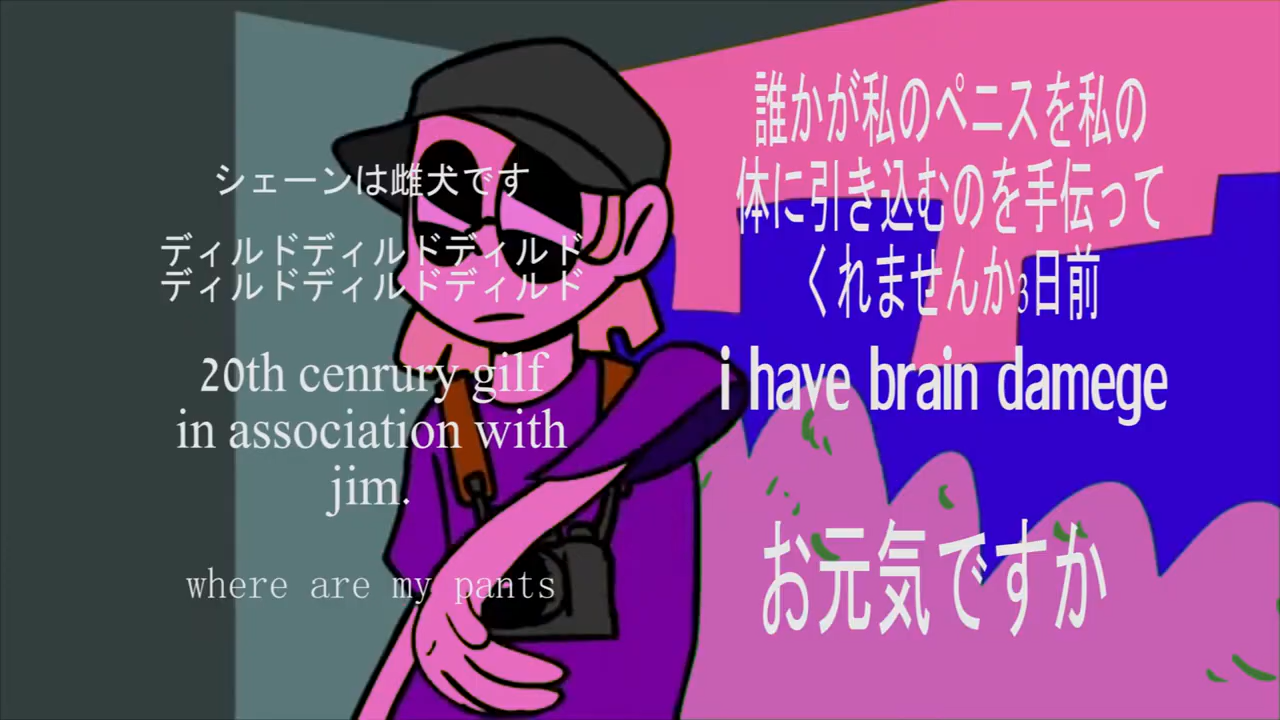 シェーンは雌犬です
ディルドディルドディルド
ディルドディルドディルド
20th cenrury gilf
in association with
jim.
where are my pants
誰かが私のペニスを私の
体に引き込むのを手伝って
くれませんか3日前
i have brain damege
お元気ですか